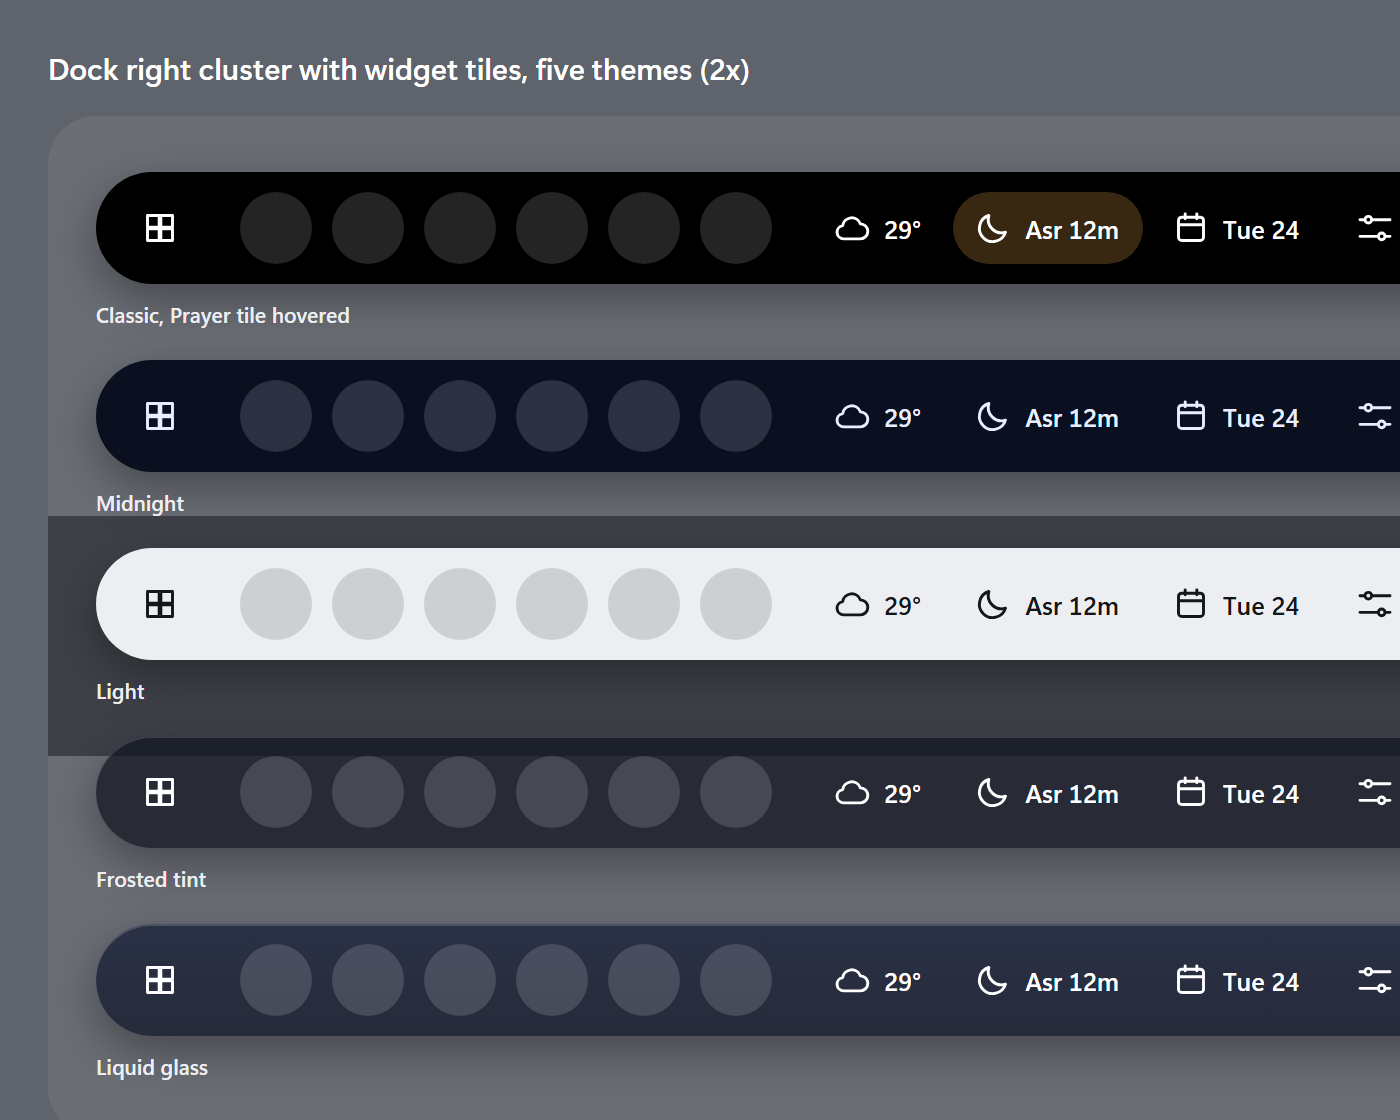 Dock right cluster with widget tiles, five themes (2x)
29° Asr 12m Tue 24
Classic, Prayer tile hovered
29° Asr 12m Tue 24
Midnight
29° Asr 12m Tue 24
Light
29° Asr 12m Tue 24
Frosted tint
29° Asr 12m Tue 24
Liquid glass